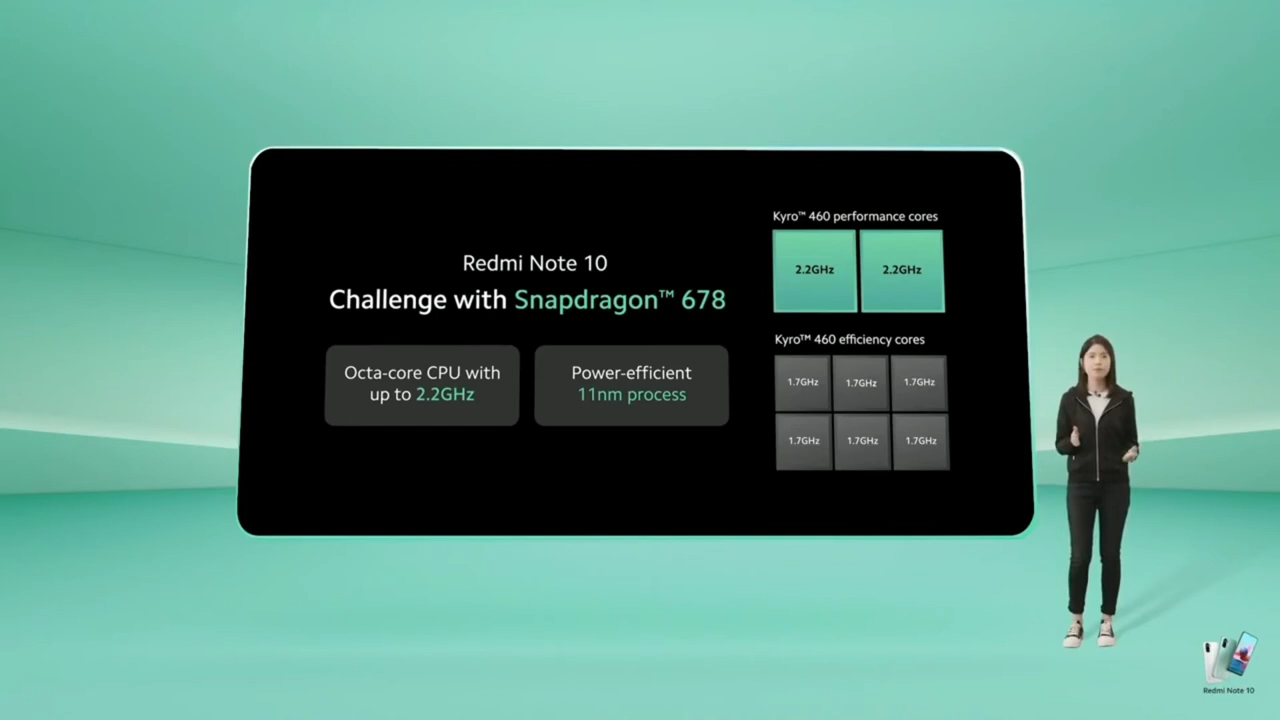 Redmi Note 10
Challenge with Snapdragon™ 678
Octa-core CPU with
up to 2.2GHz
Power-efficient
11nm process
Kyro™ 460 performance cores
2.2GHz 2.2GHz
Kyro™ 460 efficiency cores
1.7GHz 1.7GHz 1.7GHz
1.7GHz 1.7GHz 1.7GHz
Redmi Note 10